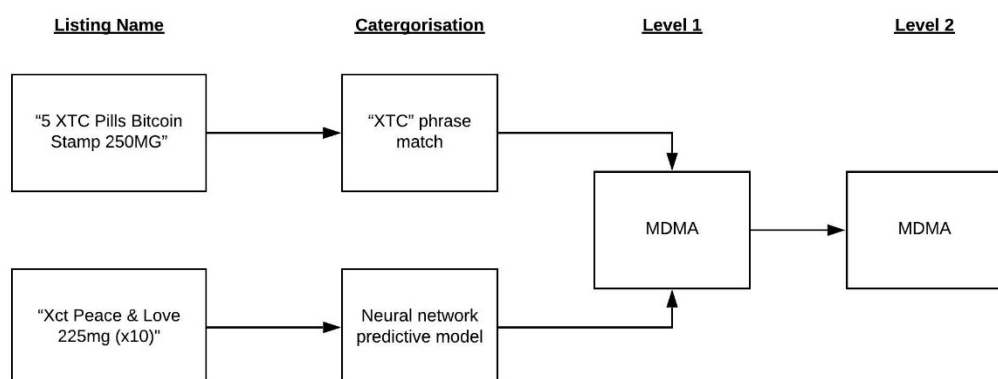 Listing Name
Catergorisation
Level 1
Level 2
“5 XTC Pills Bitcoin
Stamp 250MG”
“XTC” phrase
match
MDMA
MDMA
“Xct Peace & Love
225mg (x10)"
Neural network
predictive model